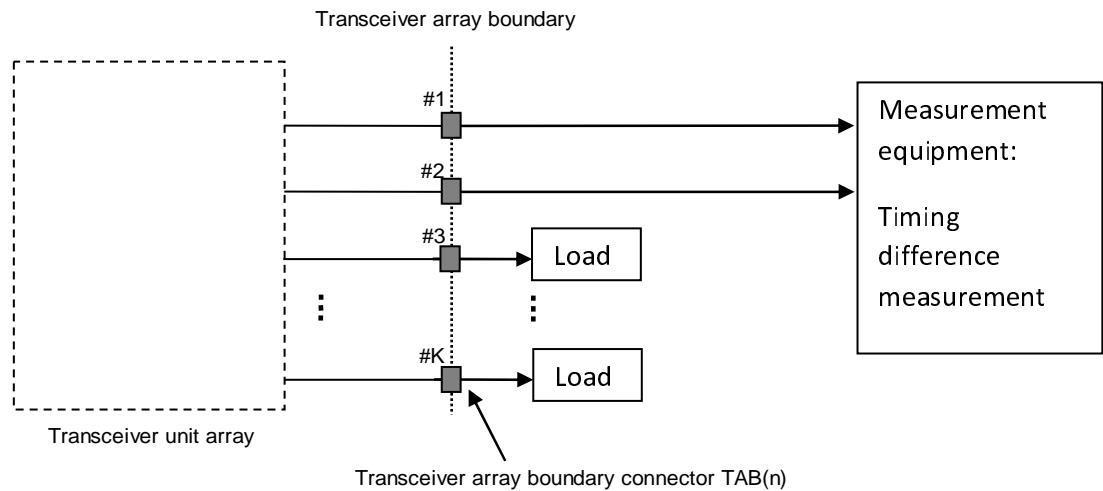 Transceiver array boundary
#1
#2
#3
Load
#K
Load
Measurement
equipment:
Timing
difference
measurement
Transceiver unit array
Transceiver array boundary connector TAB(n)